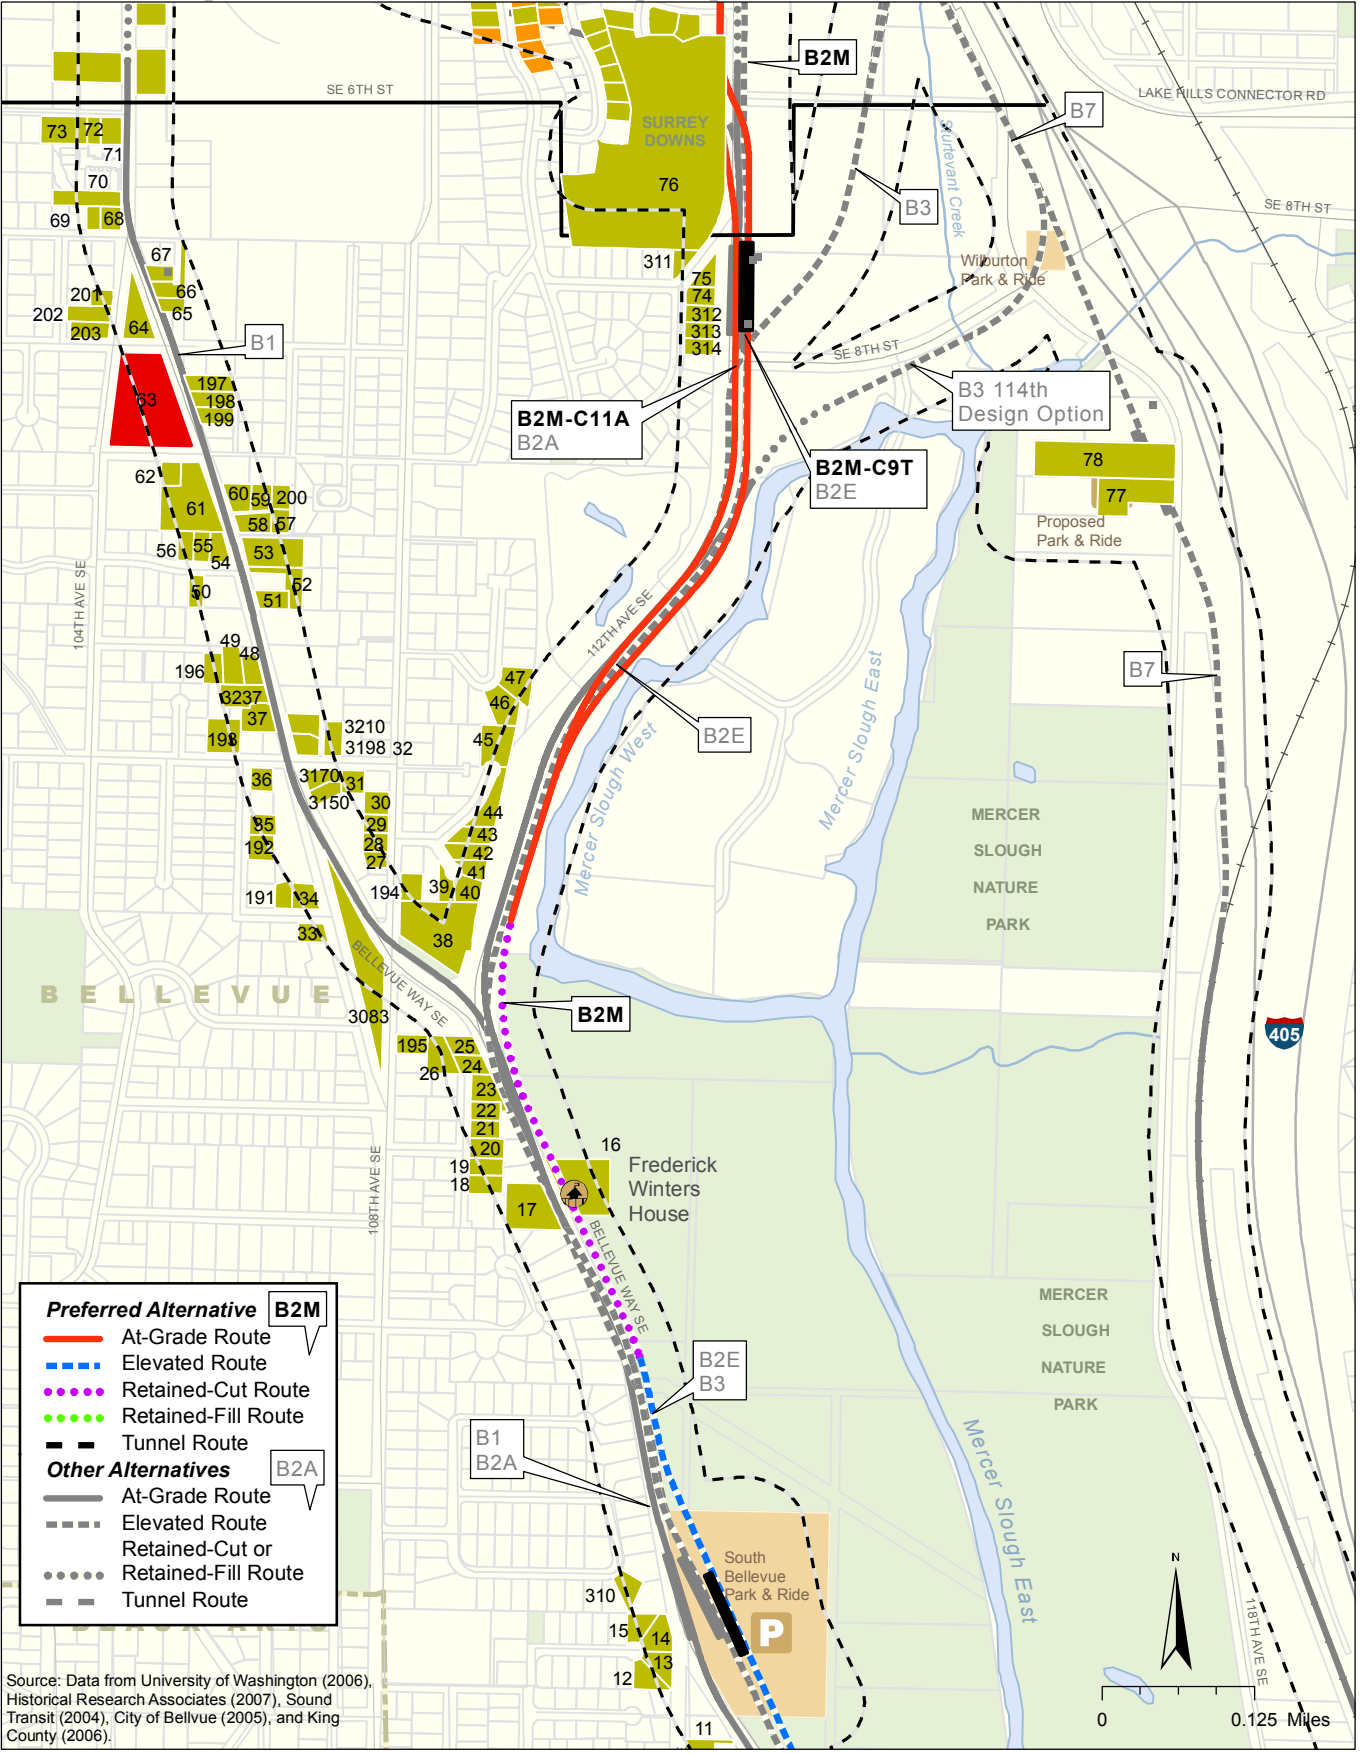 B2M
SE 6TH ST
LAKE HILLS CONNECTOR RD
B7
73
72
71
SURREY
DOWNS
Sturtevant Creek
70
76
69
68
B3
SE 8TH ST
67
311
Wilburton
Park & Ride
66
75
201
74
202
65
312
203
64
313
314
B1
SE 8TH ST
63
197
198
199
B3 114th
Design Option
B2M-C11A
B2A
B2M-C9T
B2E
78
62
60
59
200
77
61
58
57
Proposed
Park & Ride
56
55
54
53
52
50
51
104TH AVE SE
112TH AVE SE
49
48
196
47
B7
3237
46
37
3210
193
45
3198
32
B2E
Mercer Slough West
Mercer Slough East
36
3170
31
3150
30
44
MERCER
SLOUGH
NATURE
PARK
35
29
43
192
28
42
27
41
191
34
194
39
40
33
38
BELLEVUE WAY SE
BELLEVUE
3083
B2M
405
195
25
26
24
23
22
21
20
16
19
18
Frederick
Winters
House
17
108TH AVE SE
BELLEVUE WAY SE
MERCER
SLOUGH
NATURE
PARK
Preferred Alternative
B2M
At-Grade Route
Elevated Route
Retained-Cut Route
Retained-Fill Route
Tunnel Route
Other Alternatives
B2A
At-Grade Route
Elevated Route
Retained-Cut or
Retained-Fill Route
Tunnel Route
B2E
B3
B1
B2A
Mercer Slough East
South
Bellevue
Park & Ride
P
310
15
14
13
12
11
BEAUX ARTS
118TH AVE SE
N
0
0.125 Miles
Source: Data from University of Washington (2006),
Historical Research Associates (2007), Sound
Transit (2004), City of Bellvue (2005), and King
County (2006).